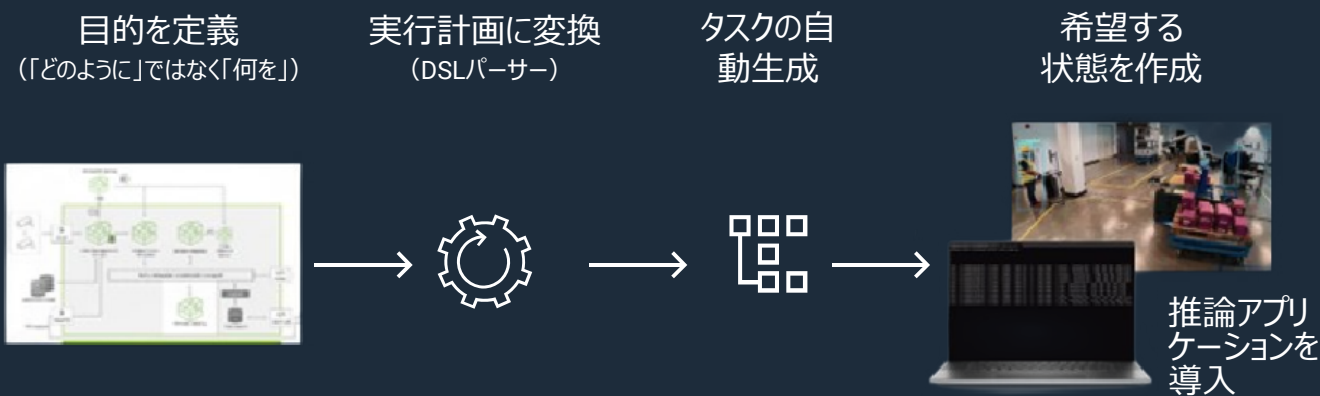 目的を定義
（「どのように」ではなく「何を」）
実行計画に変換
（DSLパーサー）
タスクの自
動生成
希望する
状態を作成
推論アプリ
ケーションを
導入